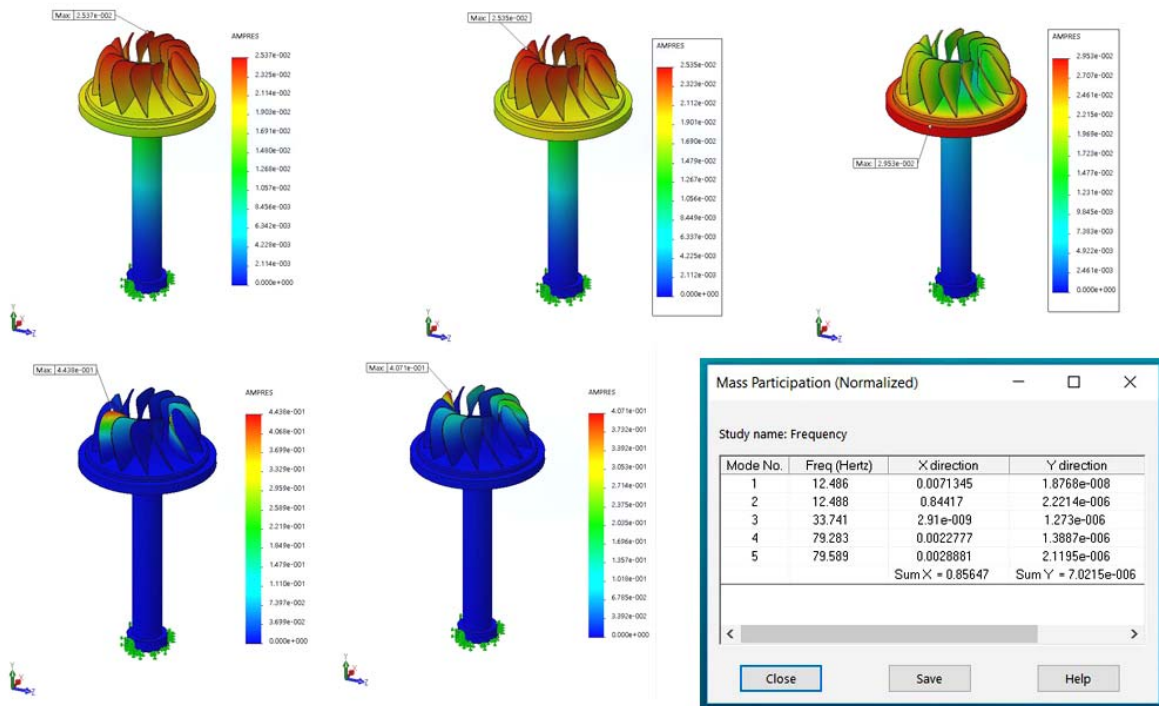 Max: 2.537e-002
AMPRES
2.537e-002
2.325e-002
2.114e-002
1.903e-002
1.691e-002
1.480e-002
1.268e-002
1.057e-002
8.456e-003
6.342e-003
4.228e-003
2.114e-003
0.000e+000
Y
X
Z
Max: 2.535e-002
AMPRES
2.535e-002
2.323e-002
2.112e-002
1.901e-002
1.690e-002
1.479e-002
1.267e-002
1.056e-002
8.449e-003
6.337e-003
4.225e-003
2.112e-003
0.000e+000
Y
X
Z
AMPRES
2.953e-002
2.707e-002
2.461e-002
2.215e-002
1.969e-002
1.723e-002
1.477e-002
1.231e-002
9.845e-003
7.383e-003
4.922e-003
2.461e-003
0.000e+000
Max: 2.953e-002
Y
X
Z
Max: 4.438e-001
AMPRES
4.438e-001
4.068e-001
3.699e-001
3.329e-001
2.959e-001
2.589e-001
2.219e-001
1.849e-001
1.479e-001
1.110e-001
7.397e-002
3.699e-002
0.000e+000
Y
X
Z
Max: 4.071e-001
AMPRES
4.071e-001
3.732e-001
3.392e-001
3.053e-001
2.714e-001
2.375e-001
2.035e-001
1.696e-001
1.357e-001
1.018e-001
6.785e-002
3.392e-002
0.000e+000
Y
X
Z
Mass Participation (Normalized)
Study name: Frequency
Mode No. Freq (Hertz) X direction Y direction
1 12.486 0.0071345 1.8768e-008
2 12.488 0.84417 2.2214e-006
3 33.741 2.91e-009 1.273e-006
4 79.283 0.0022777 1.3887e-006
5 79.589 0.0028881 2.1195e-006
Sum X = 0.85647 Sum Y = 7.0215e-006
Close Save Help